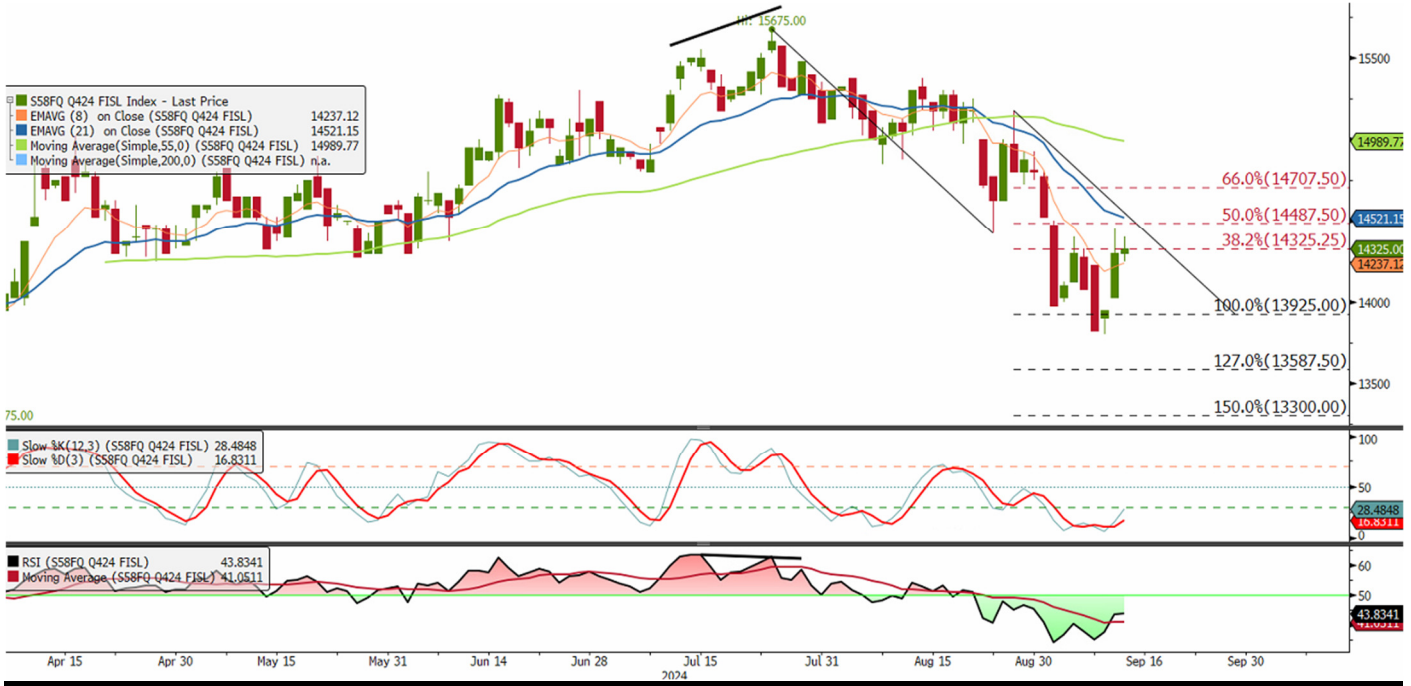 Hi: 15675.00
15500
S58FQ Q424 FISL Index - Last Price
EMAVG (8) on Close (S58FQ Q424 FISL) 14237.12
EMAVG (21) on Close (S58FQ Q424 FISL) 14521.15
Moving Average(Simple,55,0) (S58FQ Q424 FISL) 14989.77
Moving Average(Simple,200,0) (S58FQ Q424 FISL) n.a.
14989.77
66.0%(14707.50)
50.0%(14487.50)
14521.15
38.2%(14325.25)
14325.00
14237.12
100.0%(13925.00)
14000
127.0%(13587.50)
13500
150.0%(13300.00)
75.00
Slow %K(12,3) (S58FQ Q424 FISL) 28.4848
Slow %D(3) (S58FQ Q424 FISL) 16.8311
100
50
28.4848
16.8311
0
RSI (S58FQ Q424 FISL) 43.8341
Moving Average (S58FQ Q424 FISL) 41.0511
60
50
43.8341
41.0511
Apr 15 Apr 30 May 15 May 31 Jun 14 Jun 28 Jul 15 Jul 31 Aug 15 Aug 30 Sep 16 Sep 30
2024